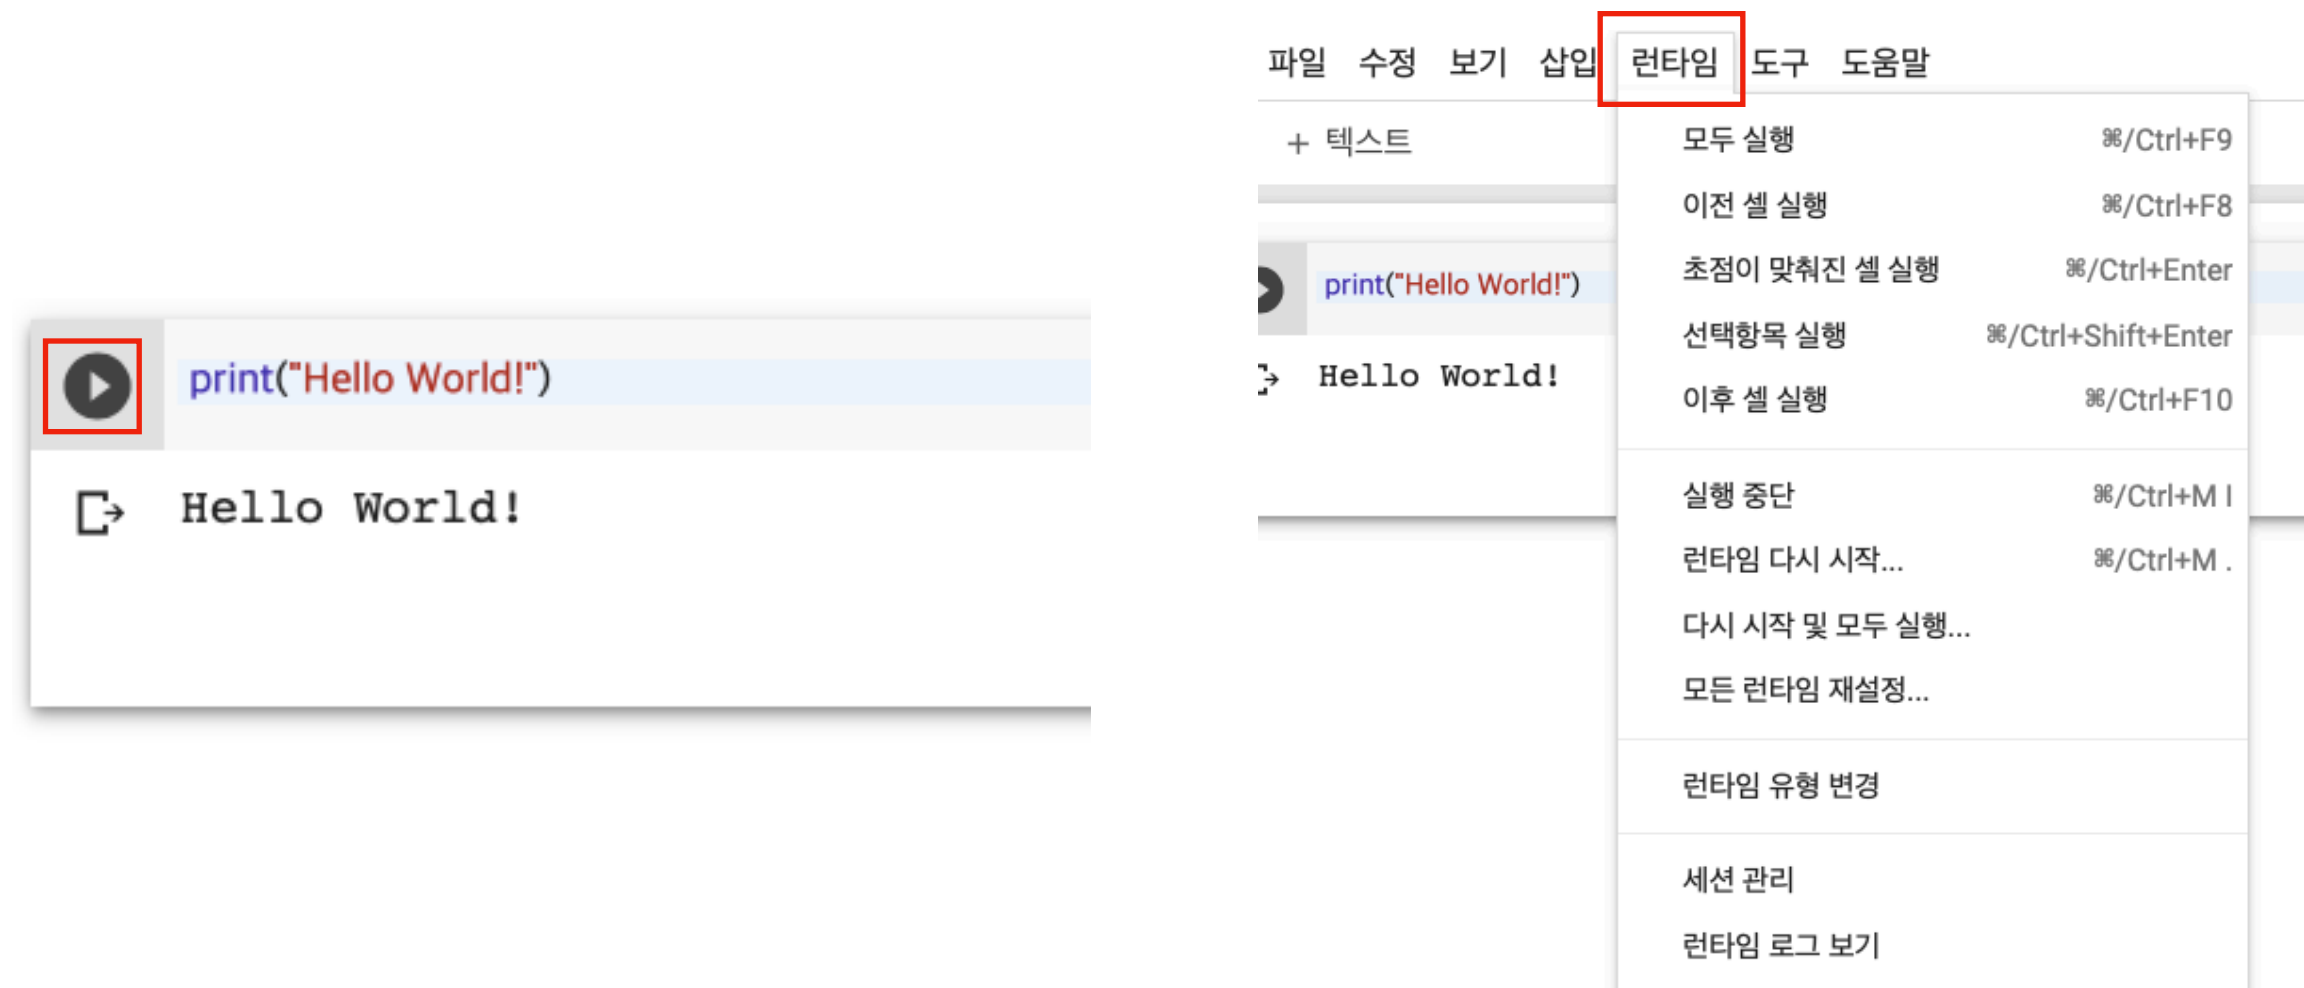 print("Hello World!")
Hello World!
파일 수정 보기 삽입 런타임 도구 도움말
+ 텍스트
print("Hello World!")
Hello World!
모두 실행 ⌘/Ctrl+F9
이전 셀 실행 ⌘/Ctrl+F8
초점이 맞춰진 셀 실행 ⌘/Ctrl+Enter
선택항목 실행 ⌘/Ctrl+Shift+Enter
이후 셀 실행 ⌘/Ctrl+F10
실행 중단 ⌘/Ctrl+M I
런타임 다시 시작... ⌘/Ctrl+M .
다시 시작 및 모두 실행...
모든 런타임 재설정...
런타임 유형 변경
세션 관리
런타임 로그 보기